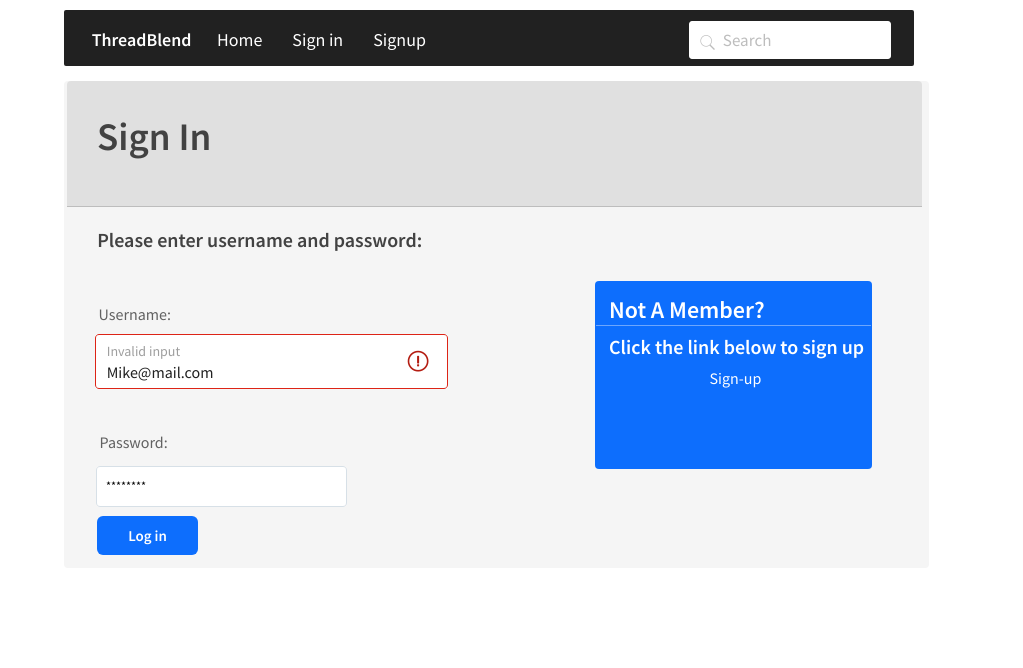 ThreadBlend Home Sign in Signup Search
Sign In
Please enter username and password:
Username:
Invalid input
Mike@mail.com
Password:
********
Log in
Not A Member?
Click the link below to sign up
Sign-up